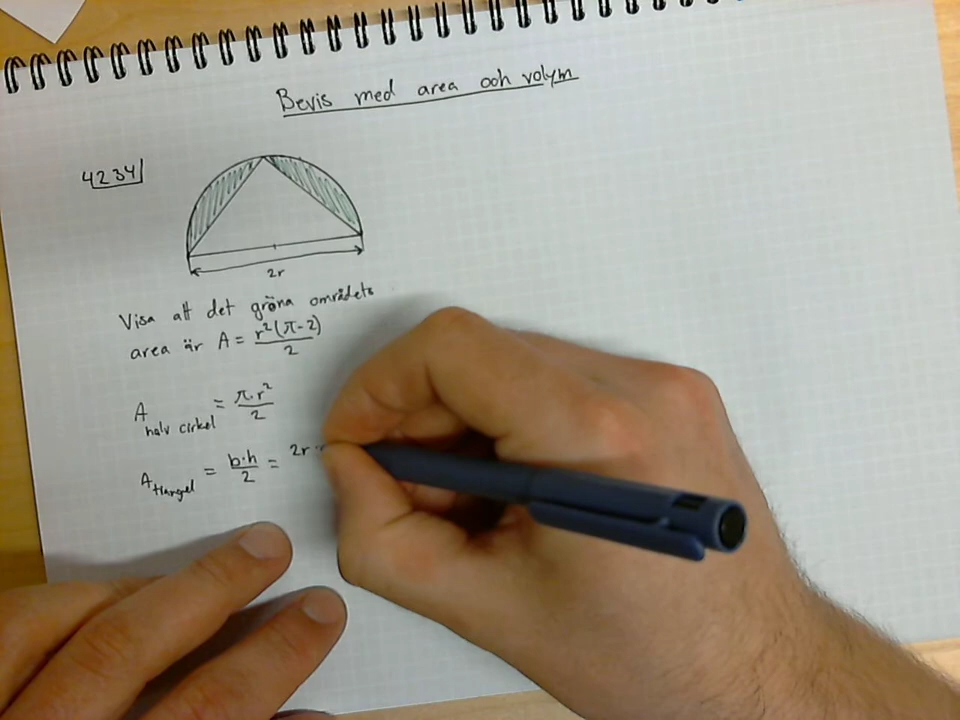 Bevis med area och volym
4234
2r
Visa att det gröna områdets
area är A = r²(π-2)/2
A halv cirkel = π·r²/2
A triangel = b·h/2 = 2r·